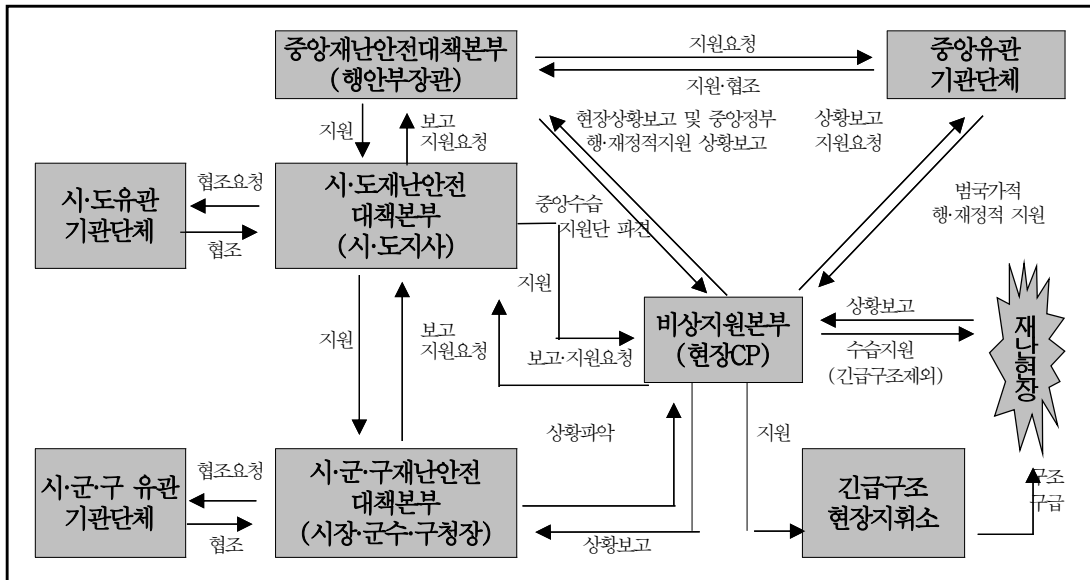 중앙재난안전대책본부
(행안부장관)
지원요청
지원·협조
중앙유관
기관단체
지원
보고
지원요청
현장상황보고 및 중앙정부
행·재정적지원 상황보고
상황보고
지원요청
시·도유관
기관단체
협조요청
협조
시·도재난안전
대책본부
(시·도지사)
중앙수습
지원단 파견
범국가적
행·재정적 지원
지원
보고
지원요청
지원
보고·지원요청
비상지원본부
(현장CP)
상황보고
수습지원
(긴급구조제외)
재난현장
상황파악
지원
시·군·구 유관
기관단체
협조요청
협조
시·군·구재난안전
대책본부
(시장·군수·구청장)
상황보고
긴급구조
현장지휘소
구조
구급